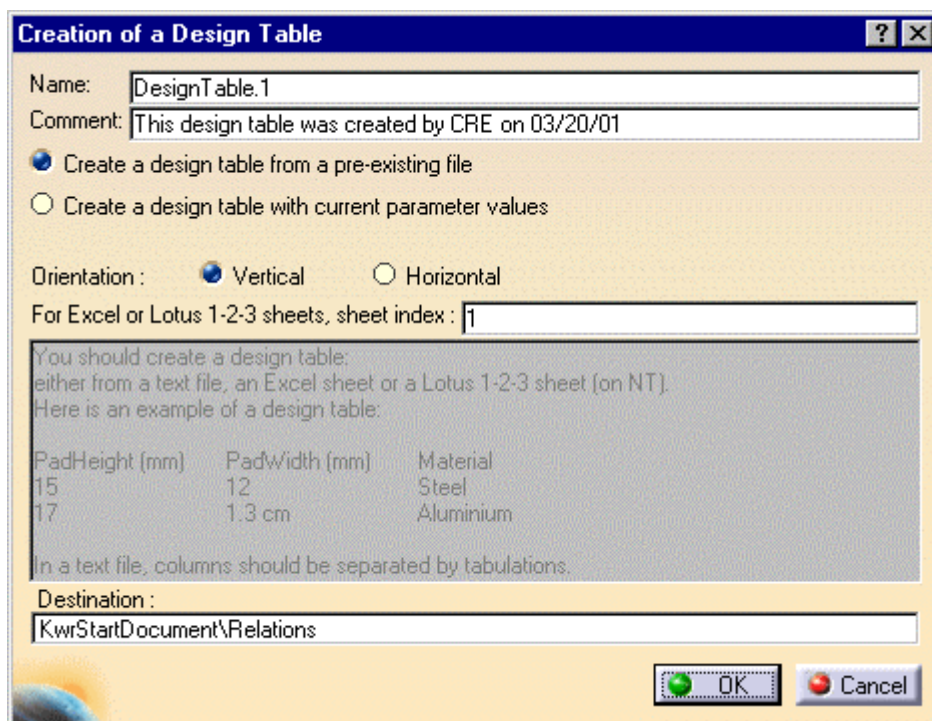 Creation of a Design Table
Name: DesignTable.1
Comment: This design table was created by CRE on 03/20/01
Create a design table from a pre-existing file
Create a design table with current parameter values
Orientation : Vertical Horizontal
For Excel or Lotus 1-2-3 sheets, sheet index : 1
You should create a design table:
either from a text file, an Excel sheet or a Lotus 1-2-3 sheet (on NT).
Here is an example of a design table:
PadHeight (mm) PadWidth (mm) Material
15 12 Steel
17 1.3 cm Aluminium
In a text file, columns should be separated by tabulations.
Destination :
KwrStartDocument\Relations
OK Cancel